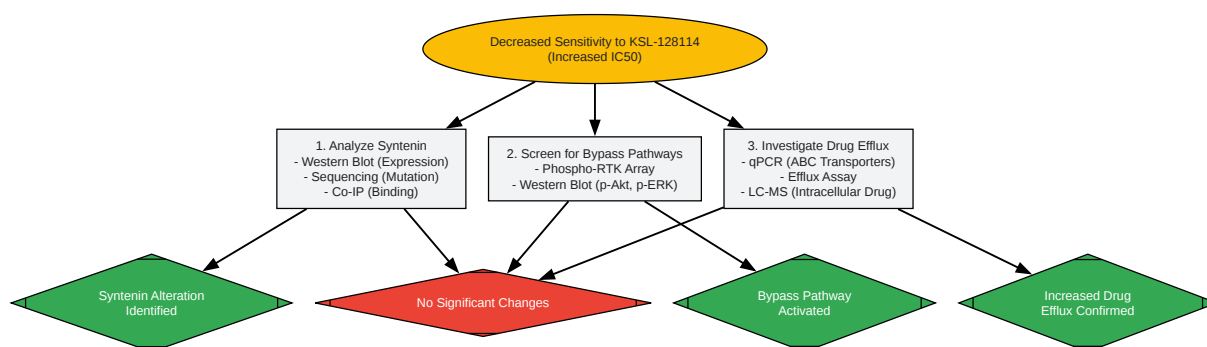 Decreased Sensitivity to KSL-128114
(Increased IC50)
1. Analyze Syntenin
- Western Blot (Expression)
- Sequencing (Mutation)
- Co-IP (Binding)
2. Screen for Bypass Pathways
- Phospho-RTK Array
- Western Blot (p-Akt, p-ERK)
3. Investigate Drug Efflux
- qPCR (ABC Transporters)
- Efflux Assay
- LC-MS (Intracellular Drug)
Syntenin Alteration
Identified
No Significant Changes
Bypass Pathway
Activated
Increased Drug
Efflux Confirmed